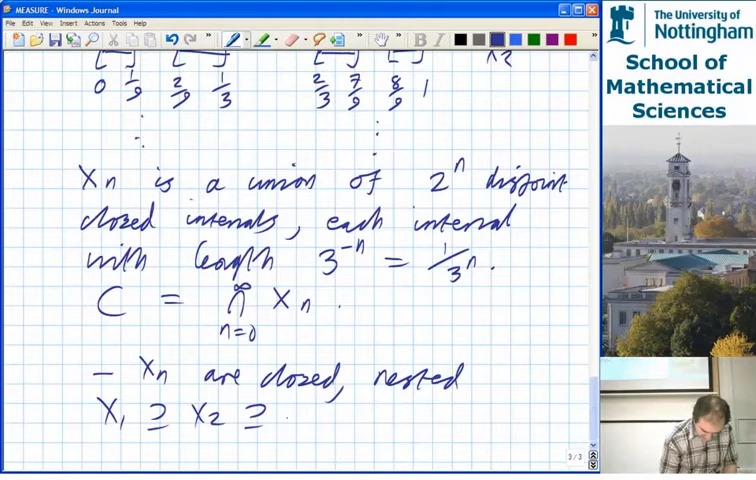 MEASURE - Windows Journal
File Edit View Insert Actions Tools Help
The University of
Nottingham
School of
Mathematical
Sciences
[ ] [ ] [ ] [ ] X2
0 1/9 2/9 1/3 2/3 7/9 8/9 1
Xn is a union of 2^n disjoint
closed intervals, each interval
with length 3^-n = 1/3^n.
C = ∩ Xn .
∞
n=0
– Xn are closed, nested
X1 ⊇ X2 ⊇ .
3/3